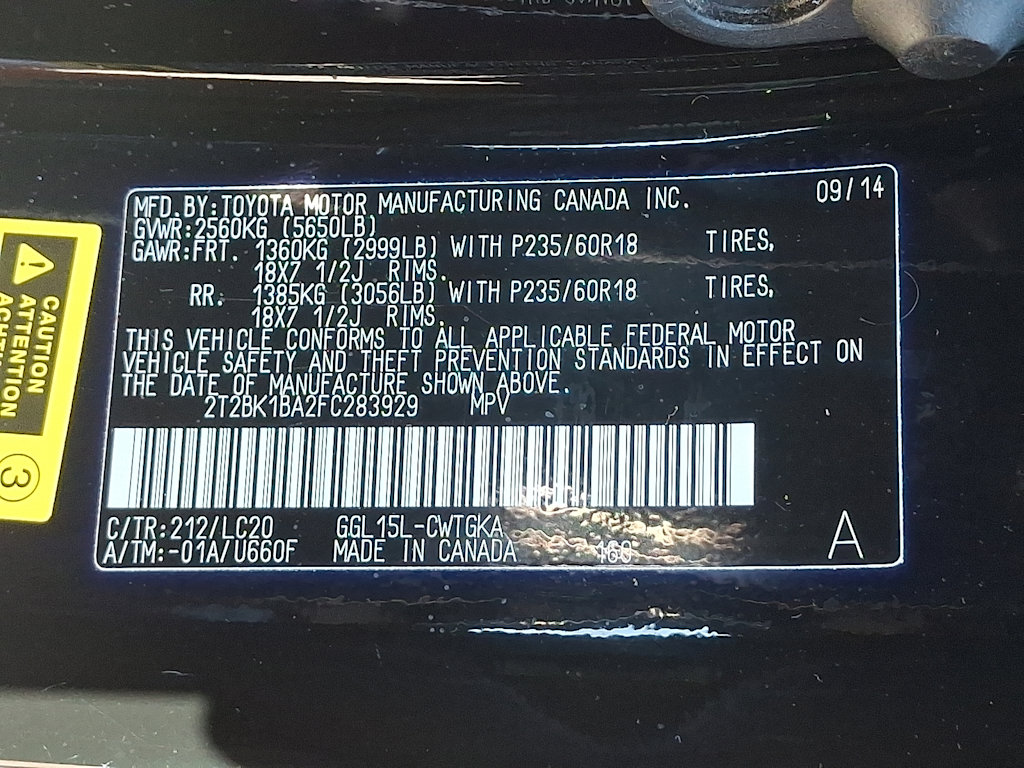 MFD.BY:TOYOTA MOTOR MANUFACTURING CANADA INC. 09/14
GVWR:2560KG (5650LB)
GAWR:FRT. 1360KG (2999LB) WITH P235/60R18 TIRES,
18X7 1/2J RIMS.
RR. 1385KG (3056LB) WITH P235/60R18 TIRES,
18X7 1/2J RIMS.
THIS VEHICLE CONFORMS TO ALL APPLICABLE FEDERAL MOTOR
VEHICLE SAFETY AND THEFT PREVENTION STANDARDS IN EFFECT ON
THE DATE OF MANUFACTURE SHOWN ABOVE.
2T2BK1BA2FC283929 MPV
C/TR:212/LC20 GGL15L-CWTGKA
A/TM:-01A/U660F MADE IN CANADA 160 A
CAUTION
ATTENTION
ACHTUNG
3